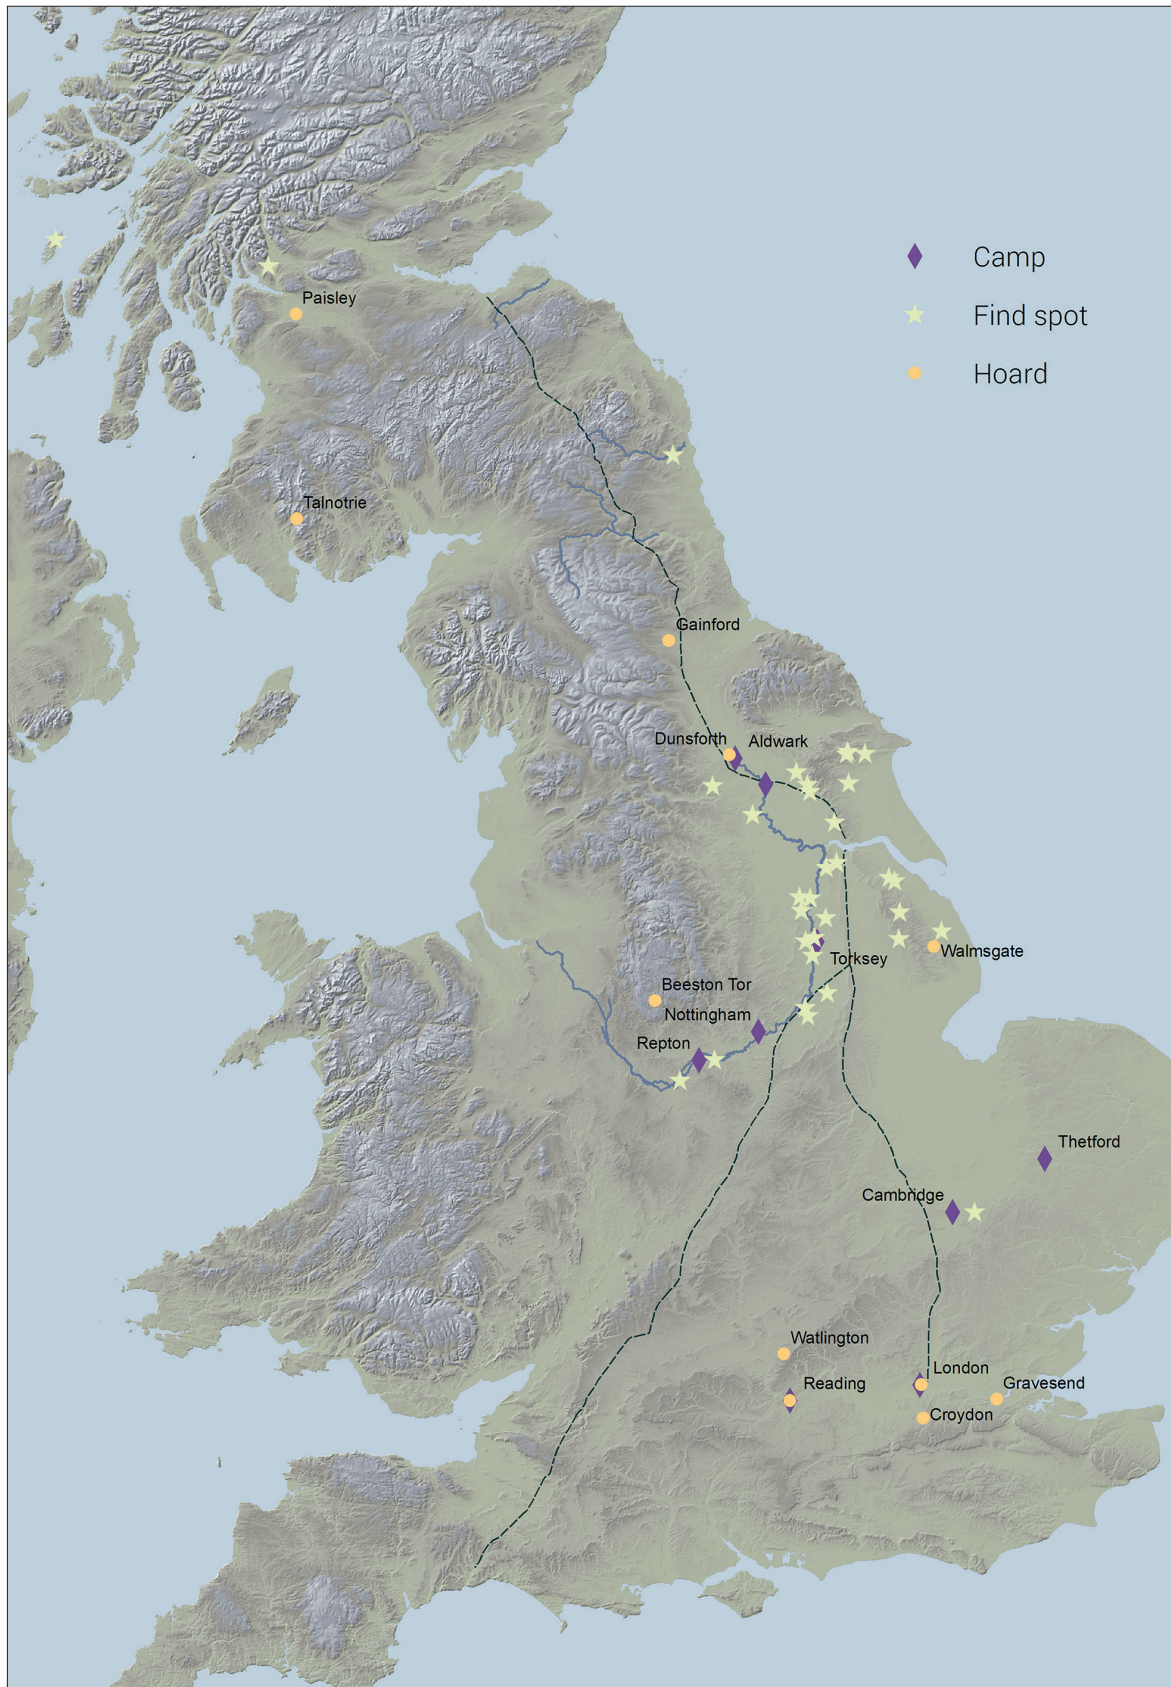 Camp
Find spot
Paisley
Hoard
Talnotrie
Gainford
Dunsforth
Aldwark
Walmsgate
Torksey
Beeston Tor
Nottingham
Repton
Thetford
Cambridge
Watlington
London
Reading
Gravesend
Croydon